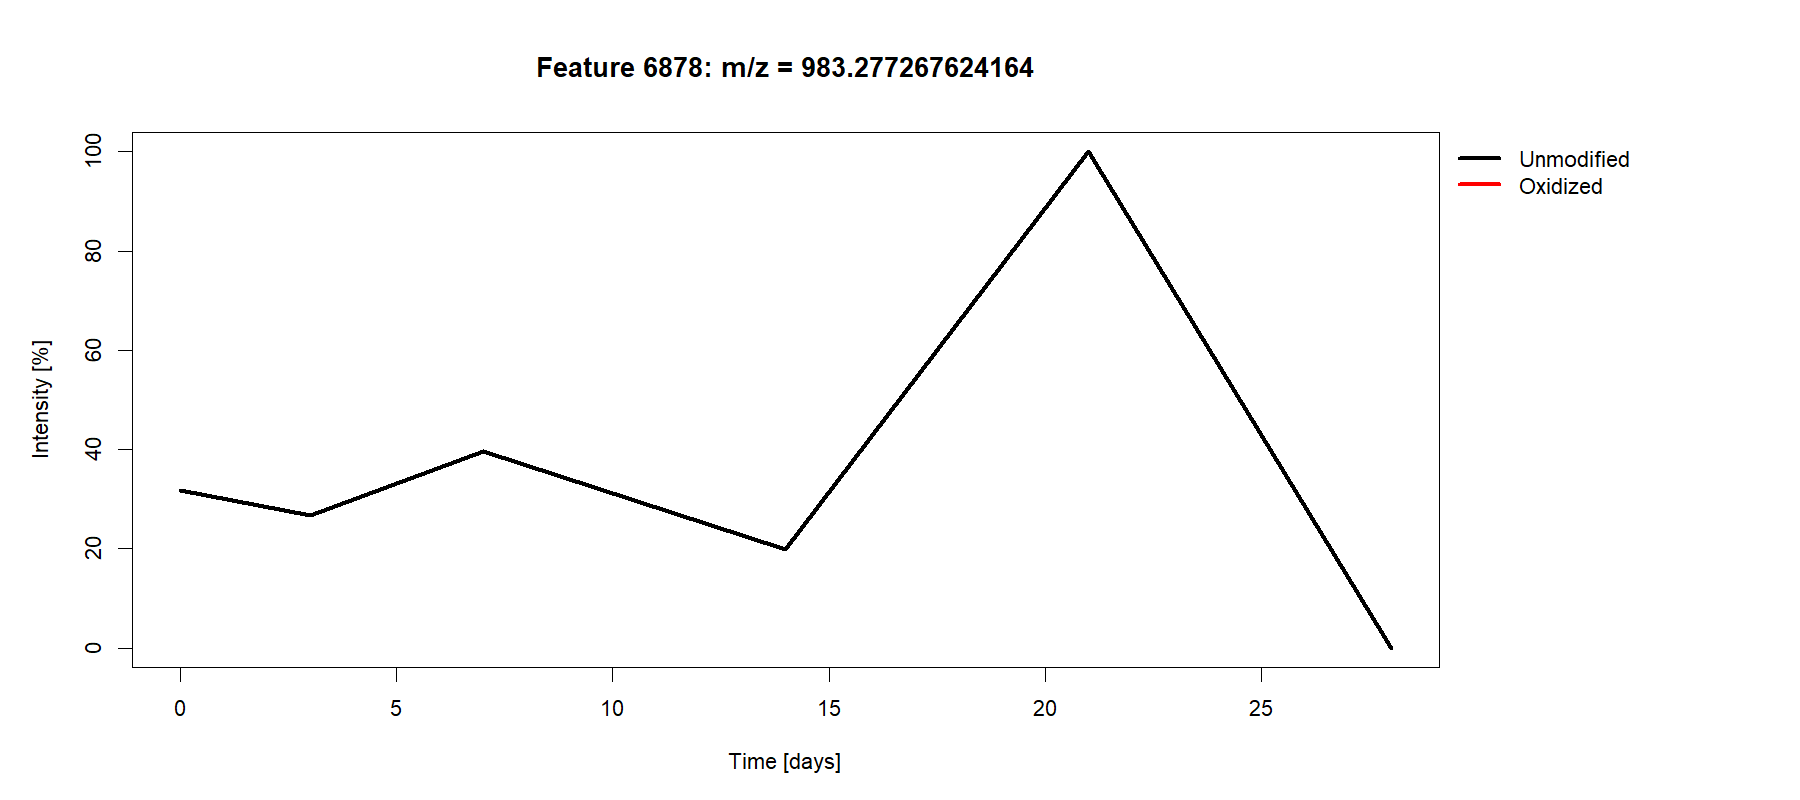 Feature 6878: m/z = 983.277267624164
Unmodified
Oxidized
Intensity [%]
100
80
60
40
20
0
0 5 10 15 20 25
Time [days]